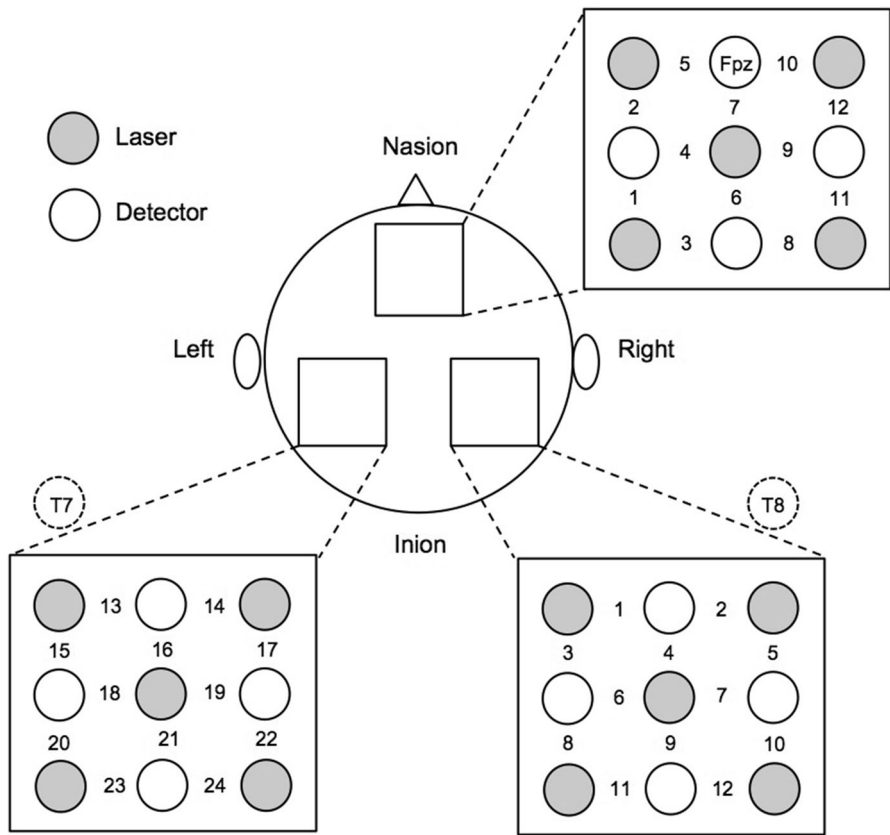 5 Fpz 10
2 7 12
Laser
4 9
Nasion
Detector
1 6 11
3 8
Left Right
T7 T8
Inion
13 14
15 16 17
18 19
20 21 22
23 24
1 2
3 4 5
6 7
8 9 10
11 12